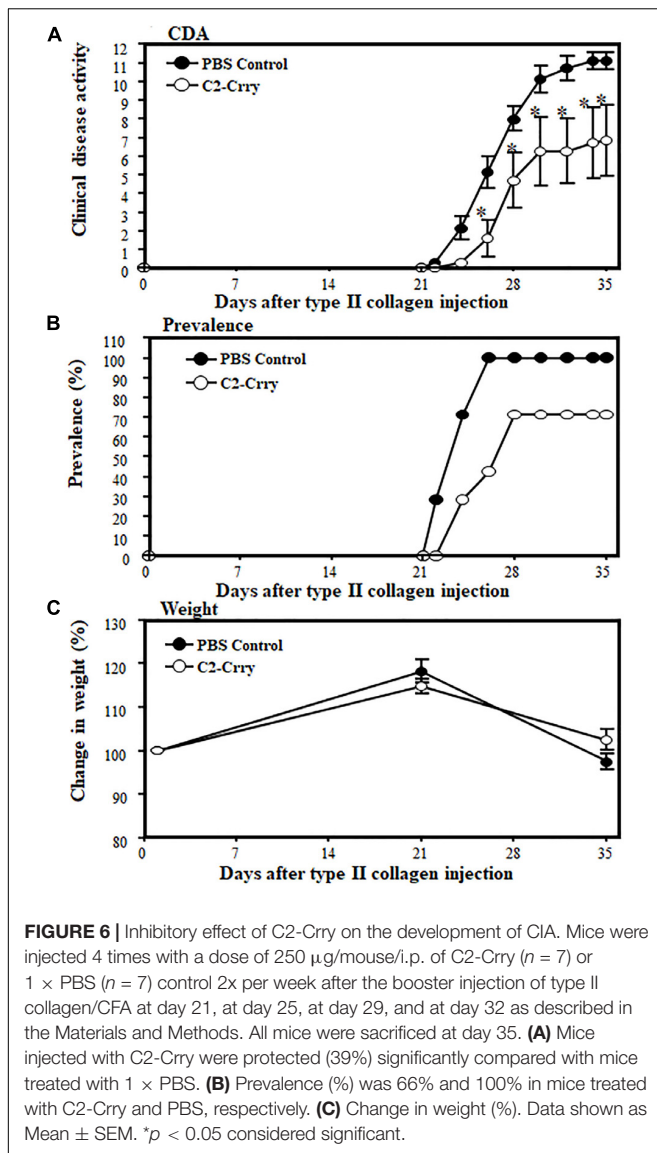 A
CDA
12
11
10
9
8
7
6
5
4
3
2
1
0
Clinical disease activity
PBS Control
C2-Crry
*
*
*
*
*
*
0 7 14 21 28 35
Days after type II collagen injection
B
Prevalence
110
100
90
80
70
60
50
40
30
20
10
0
Prevalence (%)
PBS Control
C2-Crry
0 7 14 21 28 35
Days after type II collagen injection
C
Weight
130
120
110
100
90
80
Change in weight (%)
PBS Control
C2-Crry
0 7 14 21 28 35
Days after type II collagen injection
FIGURE 6 | Inhibitory effect of C2-Crry on the development of CIA. Mice were
injected 4 times with a dose of 250 μg/mouse/i.p. of C2-Crry (n = 7) or
1 × PBS (n = 7) control 2x per week after the booster injection of type II
collagen/CFA at day 21, at day 25, at day 29, and at day 32 as described in
the Materials and Methods. All mice were sacrificed at day 35. (A) Mice
injected with C2-Crry were protected (39%) significantly compared with mice
treated with 1 × PBS. (B) Prevalence (%) was 66% and 100% in mice treated
with C2-Crry and PBS, respectively. (C) Change in weight (%). Data shown as
Mean ± SEM. *p < 0.05 considered significant.